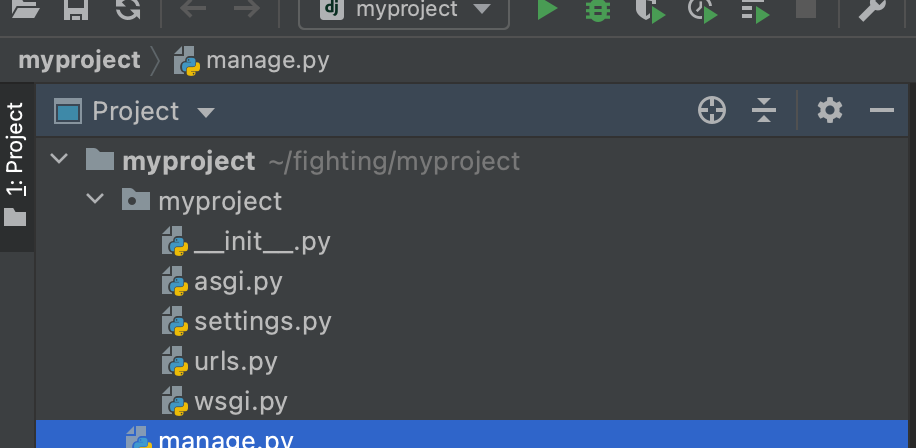 dj myproject
myproject manage.py
1: Project
Project
myproject ~/fighting/myproject
myproject
__init__.py
asgi.py
settings.py
urls.py
wsgi.py
manage.py